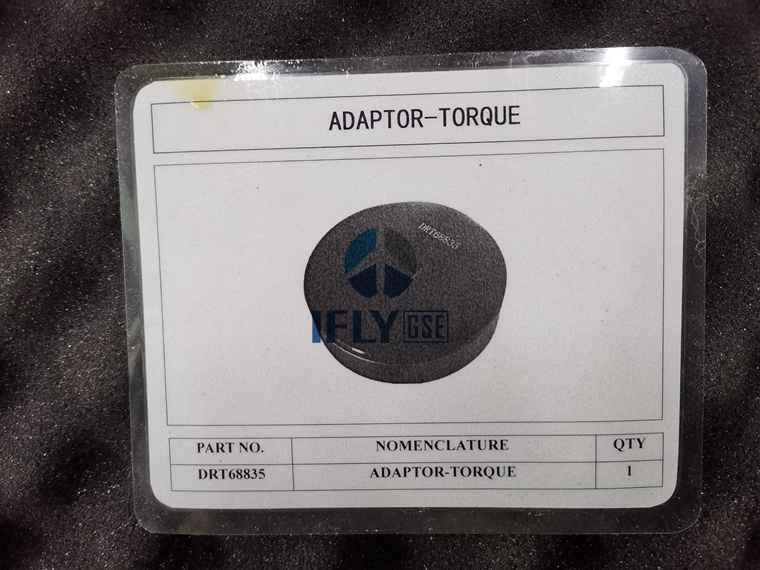 ADAPTOR-TORQUE
DRT68835
IFLY GSE
PART NO. NOMENCLATURE QTY
DRT68835 ADAPTOR-TORQUE 1